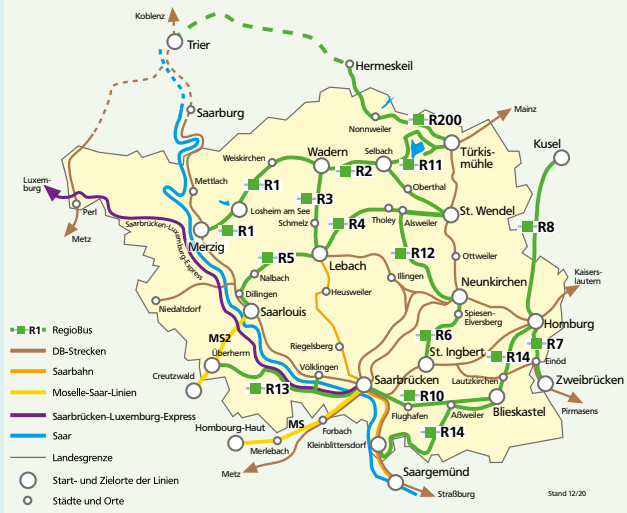 Koblenz
Trier
Hermeskeil
Saarburg
Nonnweiler
R200
Mainz
Türkis-
mühle
Kusel
Weiskirchen
Wadern
Selbach
R2
R11
Luxem-
burg
Mettlach
R1
Oberthal
Perl
Losheim am See
R3
Tholey
Alsweiler
St. Wendel
Metz
Saarbrücken-Luxemburg-Express
R1
Schmelz
R4
R8
Merzig
R5
Lebach
R12
Ottweiler
Nalbach
Illingen
Kaisers-
lautern
Niedaltdorf
Dillingen
Heusweiler
Neunkirchen
Saarlouis
Spiesen-
Elversberg
Homburg
MS2
Riegelsberg
R6
R7
Überherrn
St. Ingbert
R14
Einöd
Creutzwald
Völklingen
Lautzkirchen
Zweibrücken
R13
Saarbrücken
R10
Blieskastel
Pirmasens
Flughafen
Aßweiler
MS
Hombourg-Haut
Forbach
R14
Merlebach
Kleinblittersdorf
Metz
Saargemünd
Straßburg
Stand 12/20
R1 RegioBus
DB-Strecken
Saarbahn
Moselle-Saar-Linien
Saarbrücken-Luxemburg-Express
Saar
Landesgrenze
Start- und Zielorte der Linien
Städte und Orte